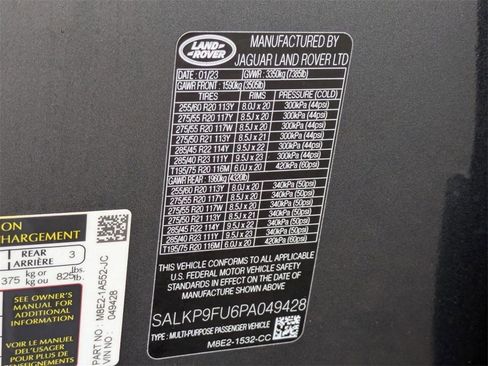 LAND
ROVER
MANUFACTURED BY
JAGUAR LAND ROVER LTD
DATE : 01/23 GVWR : 3350kg (7385lb)
GAWR FRONT : 1590kg (3505lb)
TIRES RIMS PRESSURE (COLD)
255/60 R20 113Y 8.0J x 20 300kPa (44psi)
275/55 R20 117Y 8.5J x 20 300kPa (44psi)
275/55 R20 117W 8.5J x 20 300kPa (44psi)
275/50 R21 113Y 8.5J x 21 300kPa (44psi)
285/45 R22 114Y 9.5J x 22 300kPa (44psi)
285/40 R23 111Y 9.5J x 23 300kPa (44psi)
T195/75 R20 116M 6.0J x 20 420kPa (60psi)
GAWR REAR : 1960kg (4320lb)
255/60 R20 113Y 8.0J x 20 340kPa (50psi)
275/55 R20 117Y 8.5J x 20 340kPa (50psi)
275/55 R20 117W 8.5J x 20 340kPa (50psi)
275/50 R21 113Y 8.5J x 21 340kPa (50psi)
285/45 R22 114Y 9.5J x 22 340kPa (50psi)
285/40 R23 111Y 9.5J x 23 340kPa (50psi)
T195/75 R20 116M 6.0J x 20 420kPa (60psi)
THIS VEHICLE CONFORMS TO ALL APPLICABLE
U.S. FEDERAL MOTOR VEHICLE SAFETY
AND THEFT PREVENTION STANDARDS
IN EFFECT ON THE DATE OF
MANUFACTURE SHOWN ABOVE.
SALKP9FU6PA049428
TYPE : MULTI-PURPOSE PASSENGER VEHICLE
M8E2-1532-CC
ON
CHARGEMENT
REAR 3
ARRIÈRE
375 kg or lbs.
kg ou 825 lb.
SEE OWNER'S
MANUAL FOR
ADDITIONAL
INFORMATION
VOIR LE MANUEL
DE L'USAGER
POUR PLUS DE
PART NO : M8E2-1A552-JC
VIN : 049428